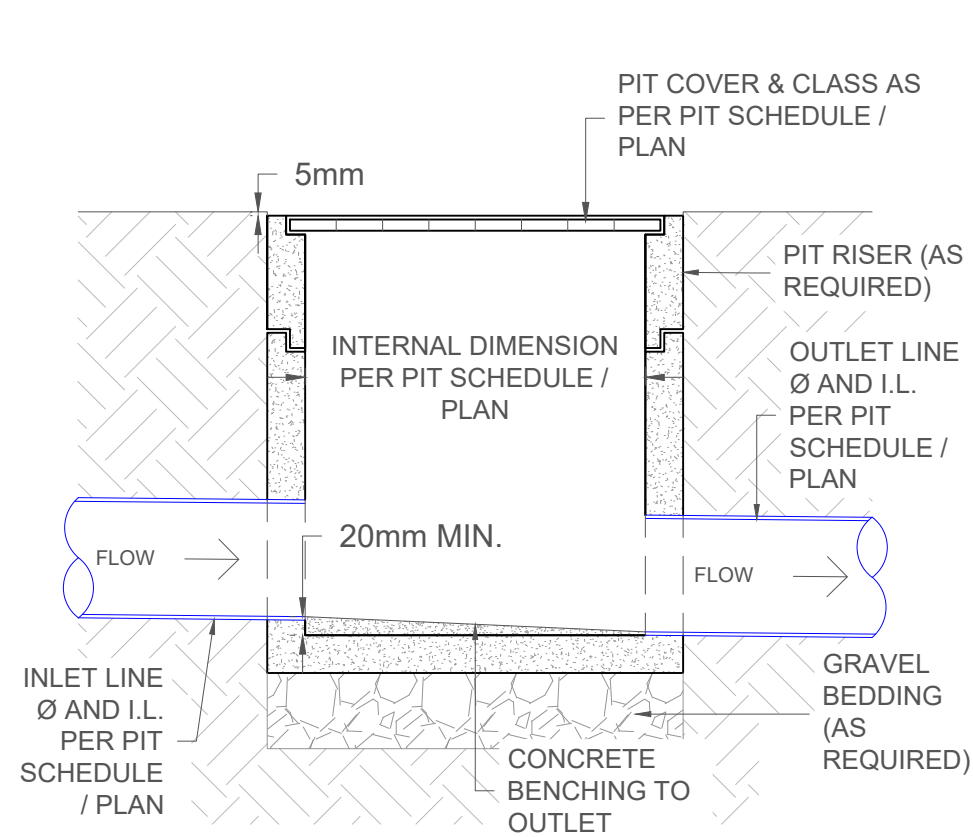 PIT COVER & CLASS AS
PER PIT SCHEDULE /
PLAN
5mm
PIT RISER (AS
REQUIRED)
INTERNAL DIMENSION
PER PIT SCHEDULE /
PLAN
OUTLET LINE
Ø AND I.L.
PER PIT
SCHEDULE /
PLAN
20mm MIN.
FLOW
FLOW
INLET LINE
Ø AND I.L.
PER PIT
SCHEDULE
/ PLAN
GRAVEL
BEDDING
(AS
REQUIRED)
CONCRETE
BENCHING TO
OUTLET